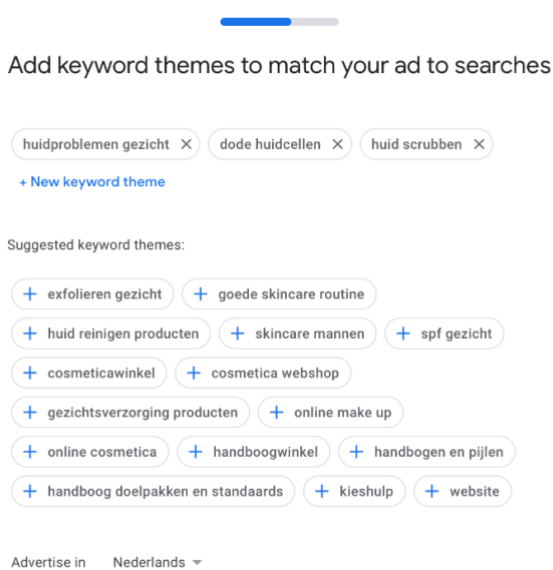 Add keyword themes to match your ad to searches
huidproblemen gezicht × dode huidcellen × huid scrubben ×
+ New keyword theme
Suggested keyword themes:
+ exfolieren gezicht + goede skincare routine
+ huid reinigen producten + skincare mannen + spf gezicht
+ cosmeticawinkel + cosmetica webshop
+ gezichtsverzorging producten + online make up
+ online cosmetica + handboogwinkel + handbogen en pijlen
+ handboog doelpakken en standaards + kieshulp + website
Advertise in Nederlands